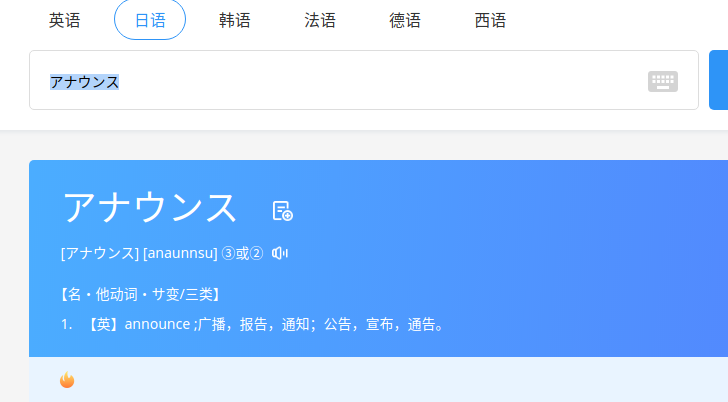 英语 日语 韩语 法语 德语 西语
アナウンス
アナウンス
[アナウンス] [anaunnsu] ③或②
【名・他动词・サ变/三类】
1. 【英】announce ;广播，报告，通知；公告，宣布，通告。